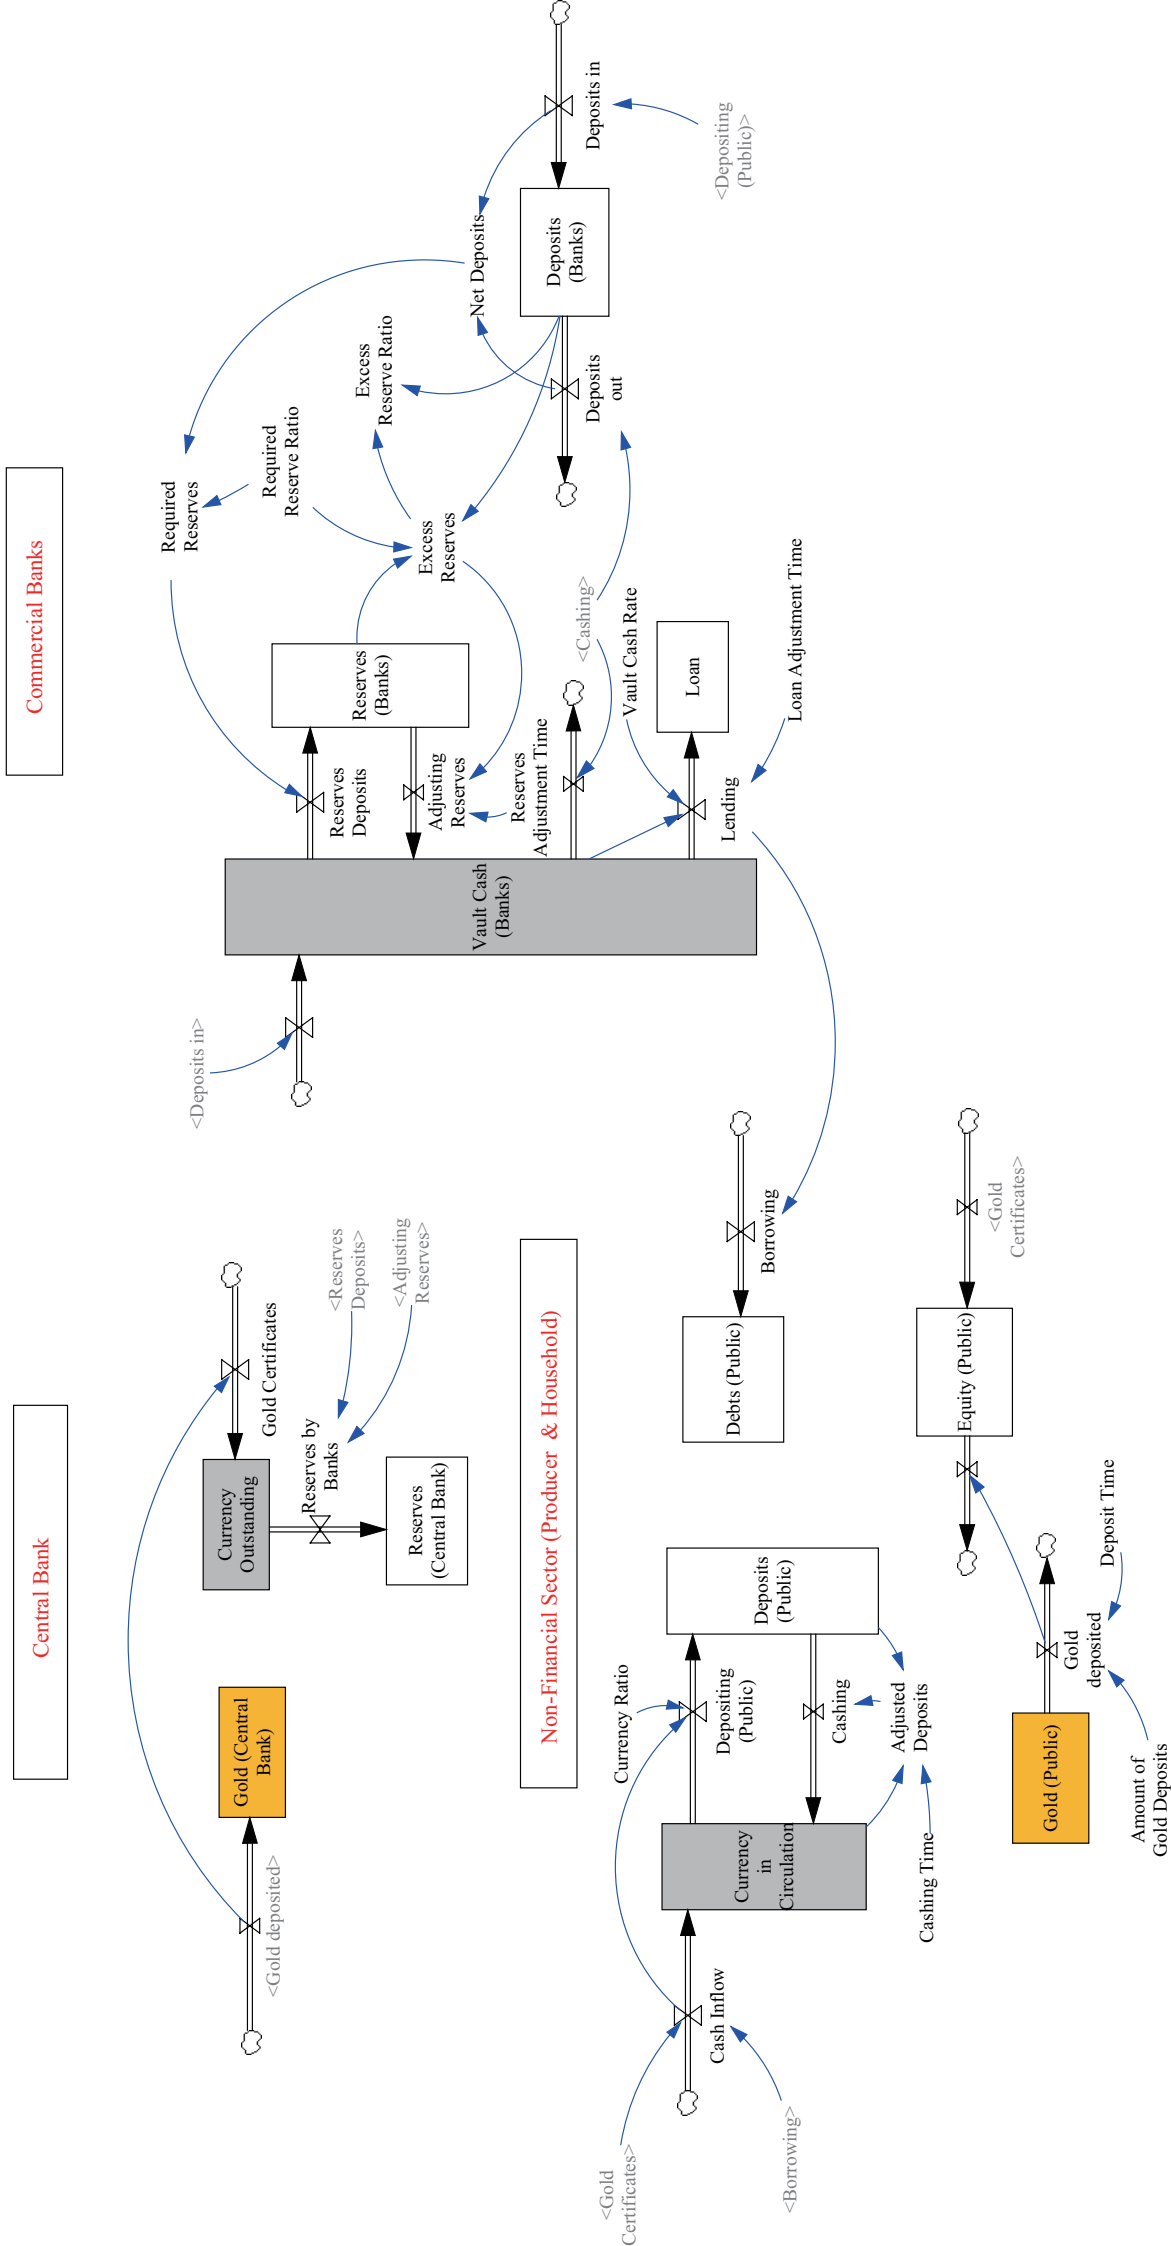 Central Bank
Commercial Banks
<Gold deposited>
Gold (Central
Bank)
Currency
Outstanding
Gold Certificates
Reserves by
Banks
Reserves
(Central Bank)
<Reserves
Deposits>
<Adjusting
Reserves>
<Deposits in>
Vault Cash
(Banks)
Reserves
Deposits
Reserves
(Banks)
Adjusting
Reserves
Reserves
Adjustment Time
Required
Reserves
Required
Reserve Ratio
Excess
Reserves
Excess
Reserve Ratio
Net Deposits
Deposits
(Banks)
Deposits
out
Deposits in
<Depositing
(Public)>
<Cashing>
Vault Cash Rate
Loan
Lending
Loan Adjustment Time
Non-Financial Sector (Producer & Household)
<Gold
Certificates>
<Borrowing>
Cash Inflow
Currency
in
Circulation
Currency Ratio
Depositing
(Public)
Deposits
(Public)
Cashing
Adjusted
Deposits
Cashing Time
Debts (Public)
Borrowing
Equity (Public)
<Gold
Certificates>
Gold (Public)
Gold
deposited
Deposit Time
Amount of
Gold Deposits